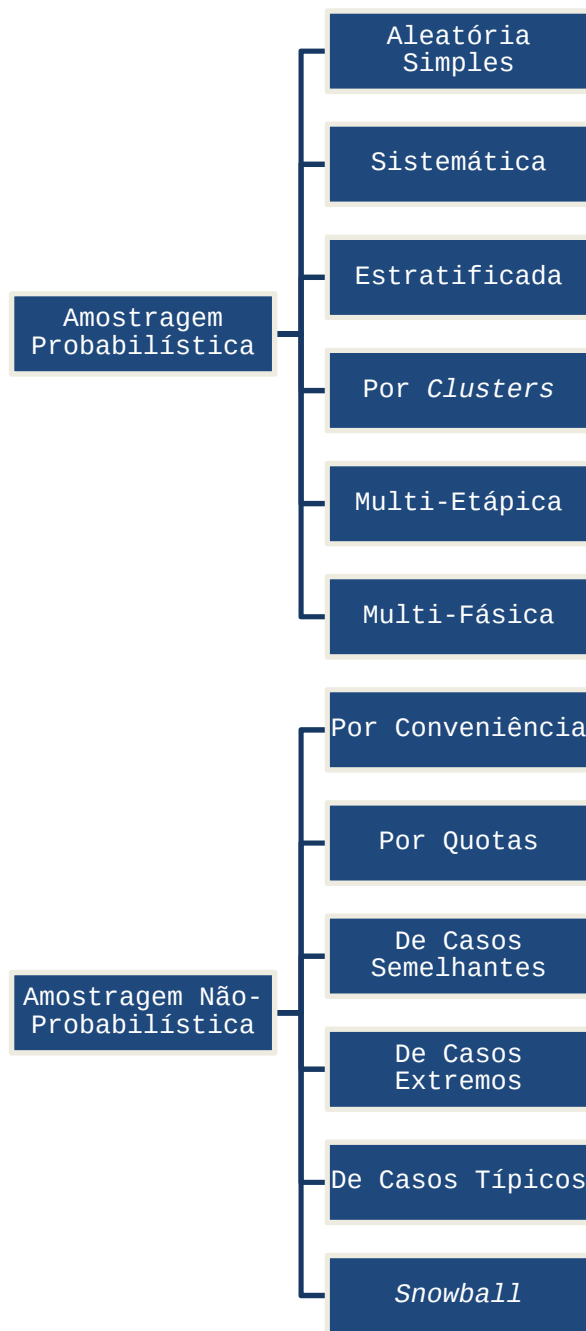 Aleatória
Simples
Sistemática
Estratificada
Amostragem
Probabilística
Por Clusters
Multi-Etápica
Multi-Fásica
Por Conveniência
Por Quotas
De Casos
Semelhantes
Amostragem Não-
Probabilística
De Casos
Extremos
De Casos Típicos
Snowball